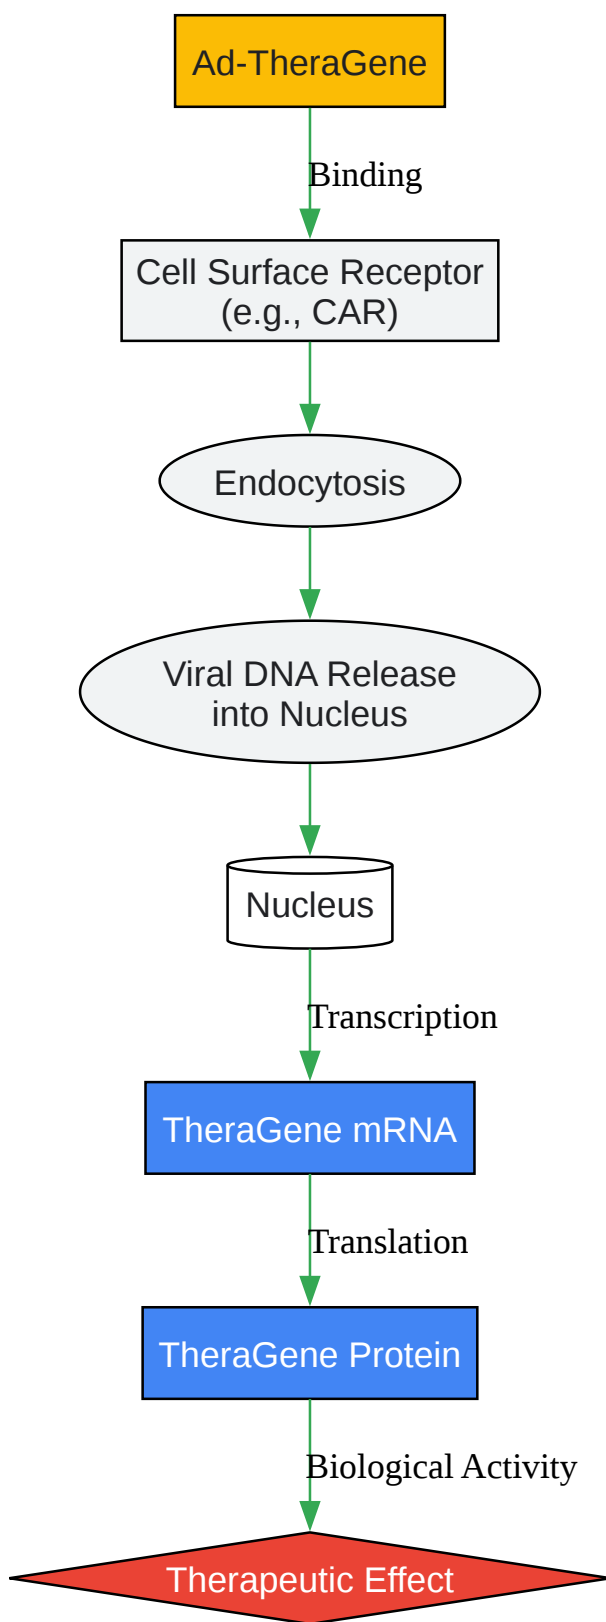 Ad-TheraGene
Binding
Cell Surface Receptor
(e.g., CAR)
Endocytosis
Viral DNA Release
into Nucleus
Nucleus
Transcription
TheraGene mRNA
Translation
TheraGene Protein
Biological Activity
Therapeutic Effect